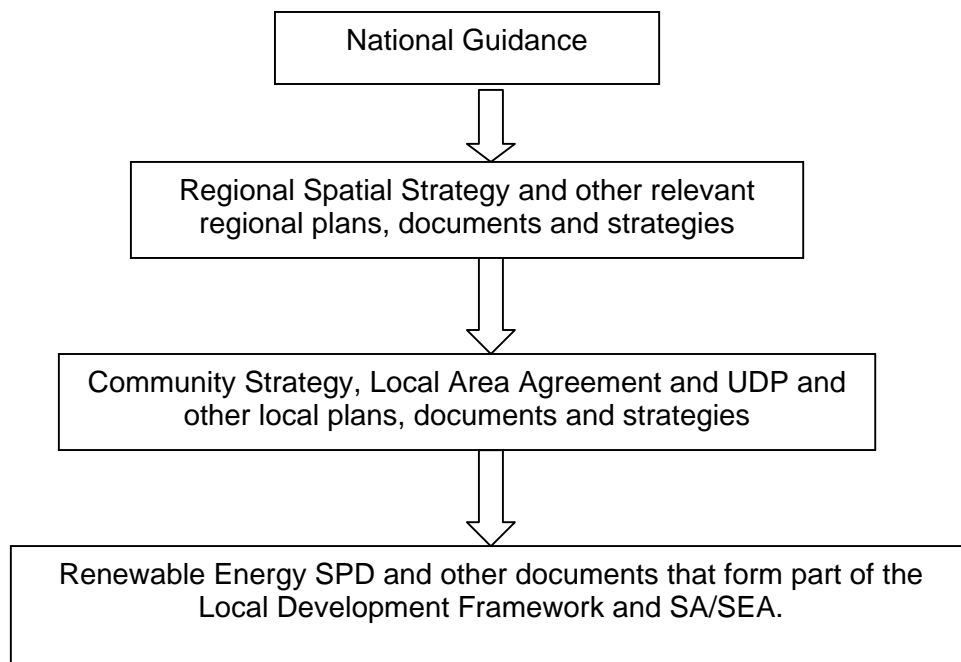 National Guidance
Regional Spatial Strategy and other relevant
regional plans, documents and strategies
Community Strategy, Local Area Agreement and UDP and
other local plans, documents and strategies
Renewable Energy SPD and other documents that form part of the
Local Development Framework and SA/SEA.